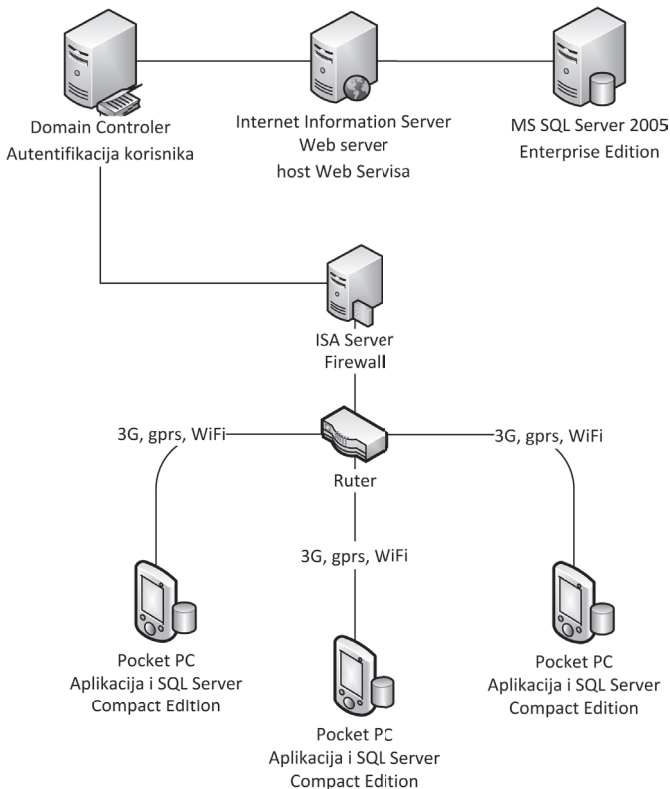 Domain Controler
Autentifikacija korisnika
Internet Information Server
Web server
host Web Servisa
MS SQL Server 2005
Enterprise Edition
ISA Server
Firewall
3G, gprs, WiFi
3G, gprs, WiFi
Ruter
3G, gprs, WiFi
Pocket PC
Aplikacija i SQL Server
Compact Edition
Pocket PC
Aplikacija i SQL Server
Compact Edition
Pocket PC
Aplikacija i SQL Server
Compact Edition